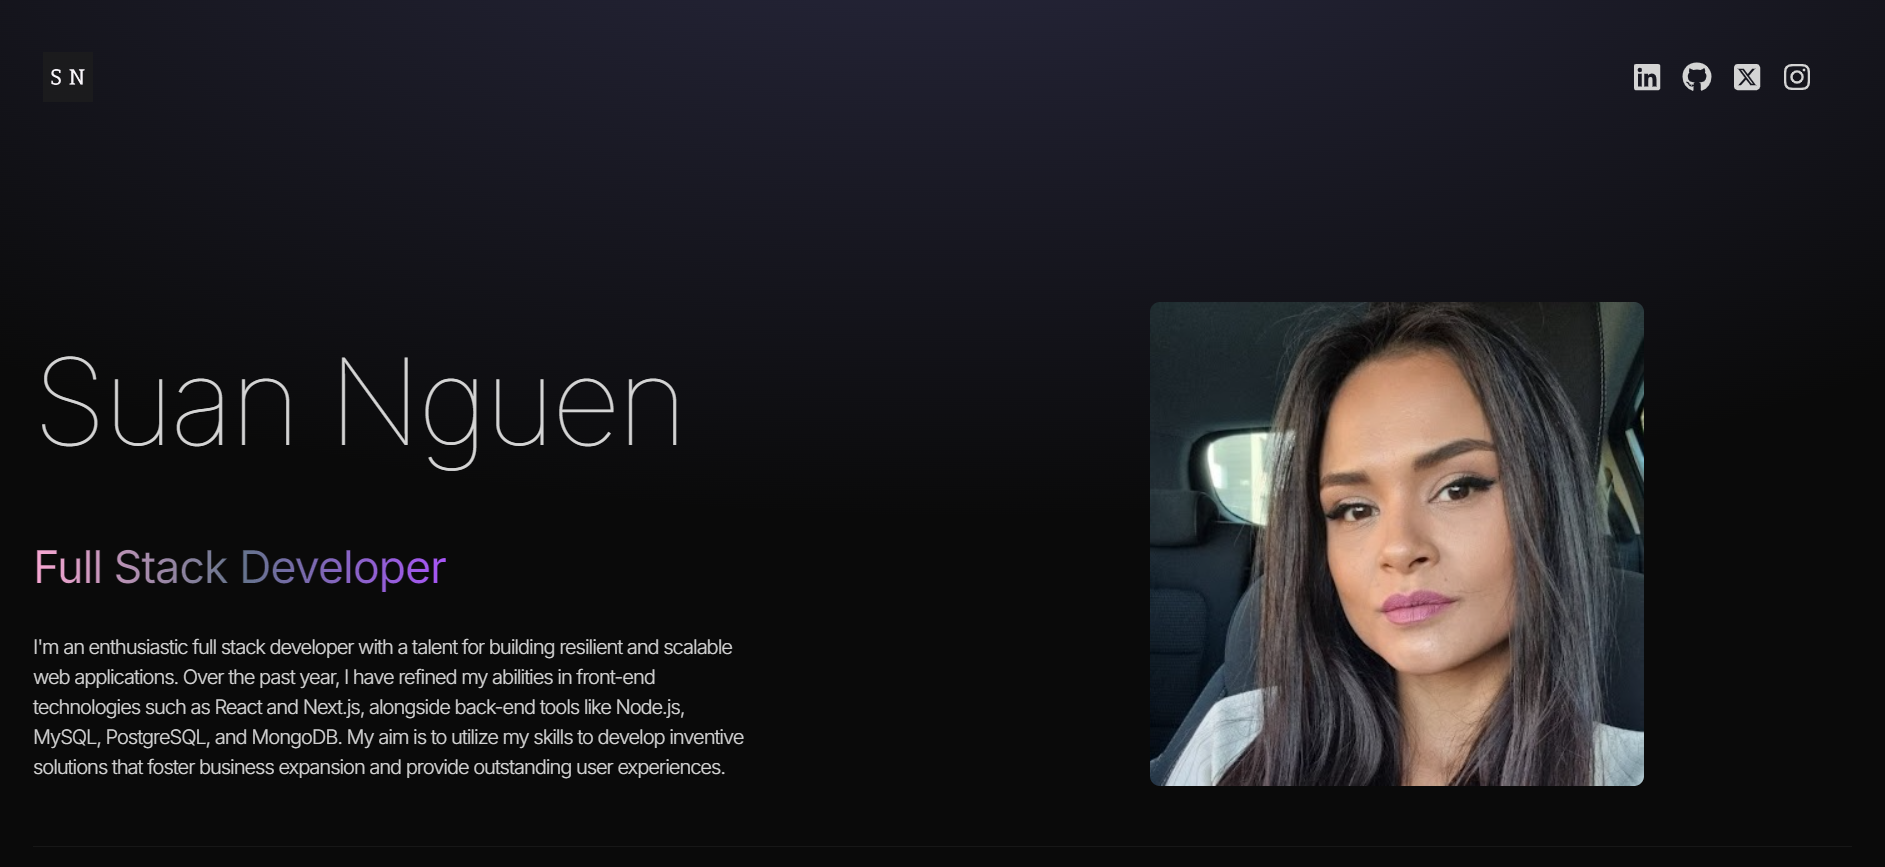 S N
Suan Nguen
Full Stack Developer
I'm an enthusiastic full stack developer with a talent for building resilient and scalable
web applications. Over the past year, I have refined my abilities in front-end
technologies such as React and Next.js, alongside back-end tools like Node.js,
MySQL, PostgreSQL, and MongoDB. My aim is to utilize my skills to develop inventive
solutions that foster business expansion and provide outstanding user experiences.